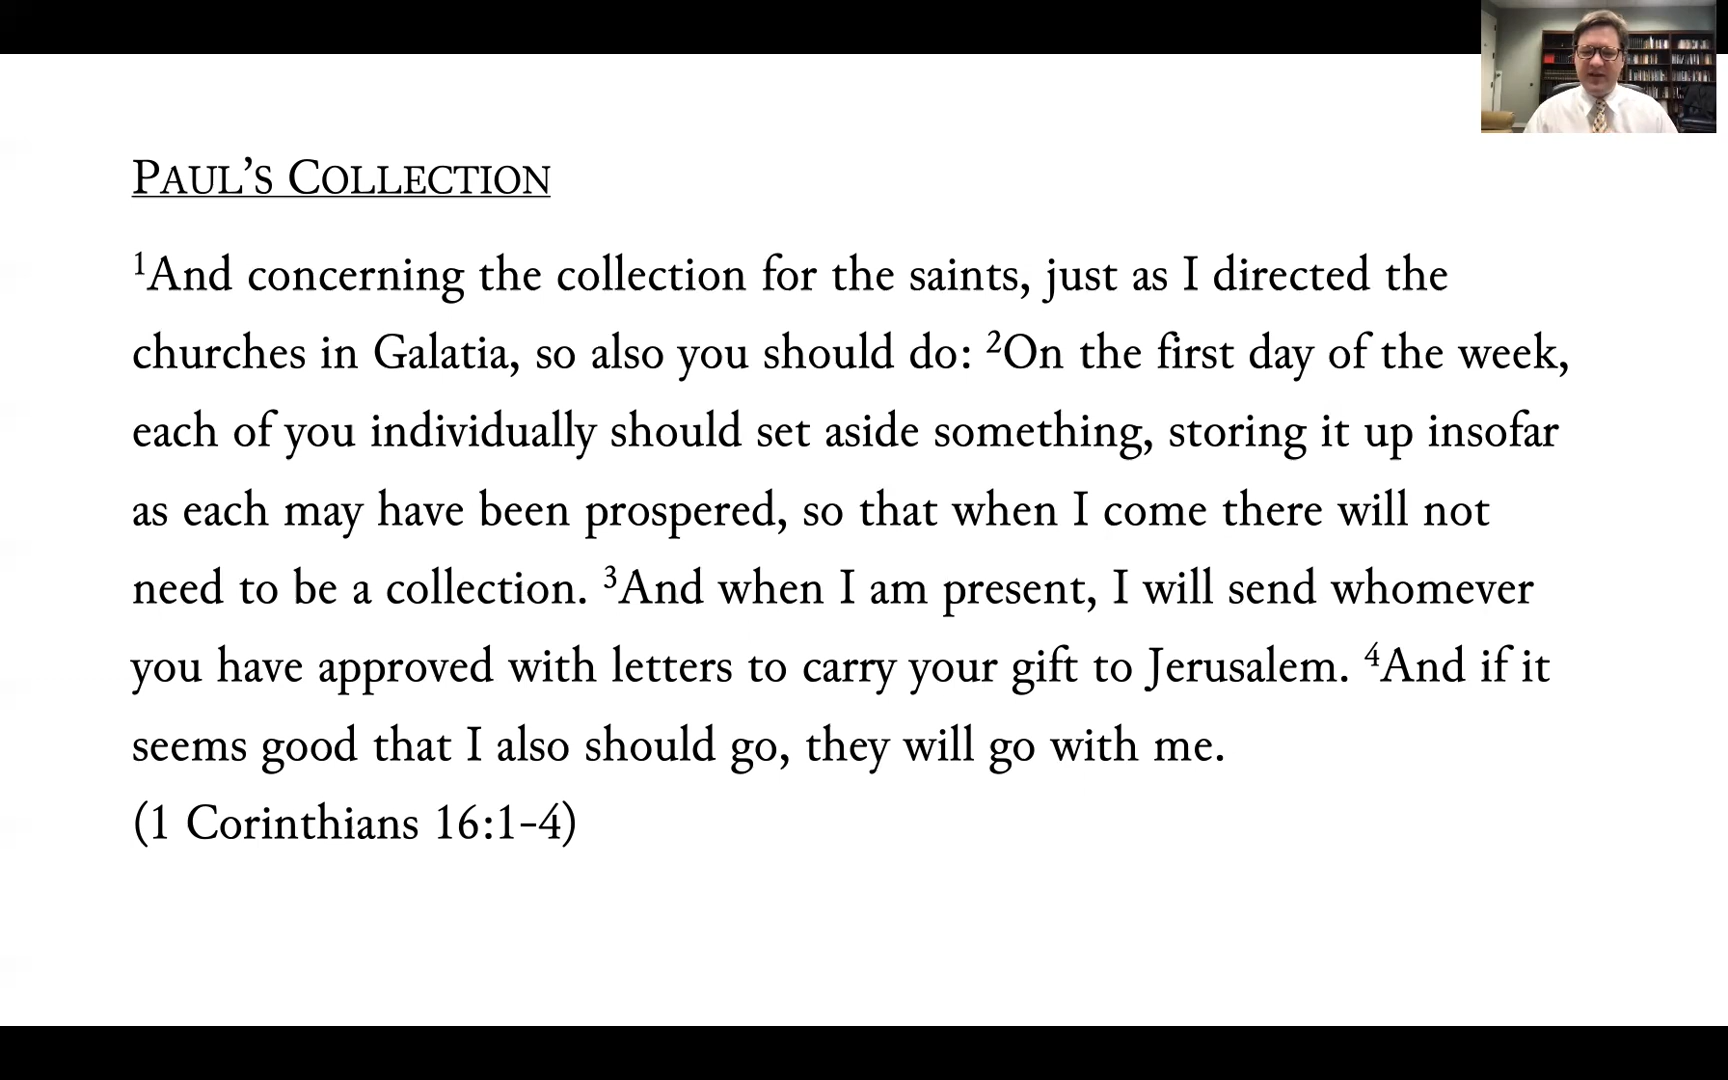 PAUL’S COLLECTION
¹And concerning the collection for the saints, just as I directed the
churches in Galatia, so also you should do: ²On the first day of the week,
each of you individually should set aside something, storing it up insofar
as each may have been prospered, so that when I come there will not
need to be a collection. ³And when I am present, I will send whomever
you have approved with letters to carry your gift to Jerusalem. ⁴And if it
seems good that I also should go, they will go with me.
(1 Corinthians 16:1-4)